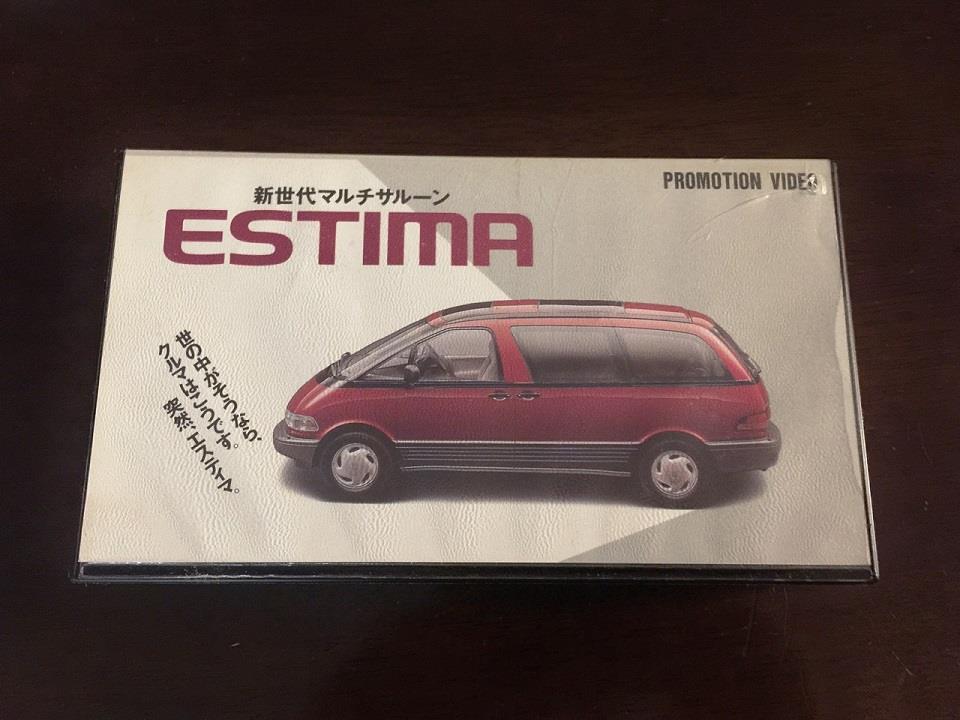 PROMOTION VIDEO
新世代マルチサルーン
ESTIMA
世の中がそうなら、
クルマはこうです。
突然、エスティマ。